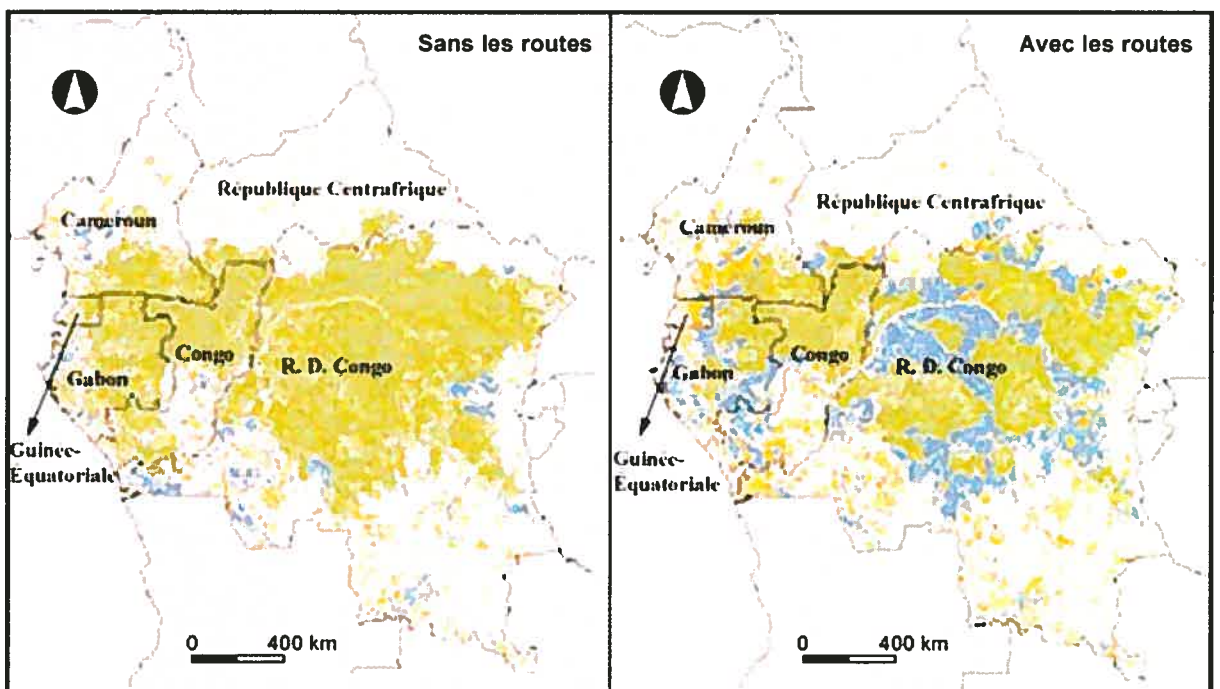 Sans les routes
République Centrafrique
Cameroun
Congo
R. D. Congo
Gabon
Guinée-
Equatoriale
0 400 km
Avec les routes
République Centrafrique
Cameroun
Congo
R. D. Congo
Gabon
Guinée-
Equatoriale
0 400 km